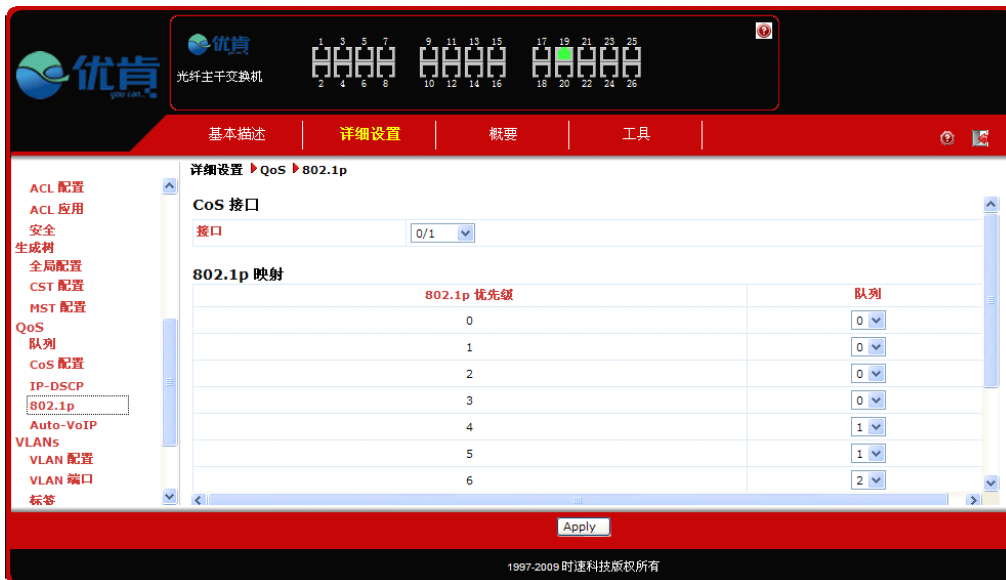 优肯
you can...
优肯
光纤主干交换机
1 3 5 7 9 11 13 15 17 19 21 23 25
2 4 6 8 10 12 14 16 18 20 22 24 26
基本描述 详细设置 概要 工具
详细设置 QoS 802.1p
ACL 配置
ACL 应用
安全
生成树
全局配置
CST 配置
MST 配置
QoS
队列
CoS 配置
IP-DSCP
802.1p
Auto-VoIP
VLANs
VLAN 配置
VLAN 端口
标签
CoS 接口
接口 0/1
802.1p 映射
802.1p 优先级 队列
0 0
1 0
2 0
3 0
4 1
5 1
6 2
Apply
1997-2009 时速科技版权所有